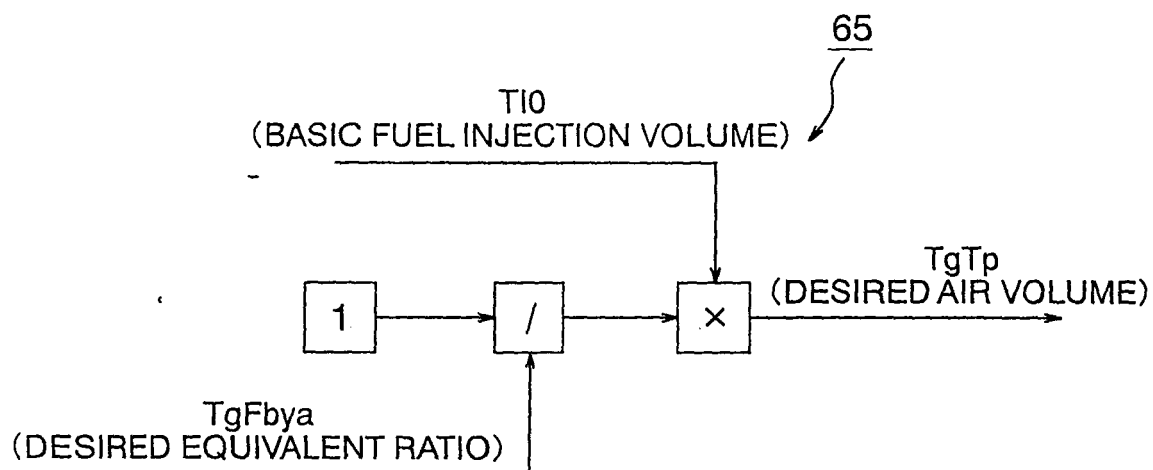 65
TI0
(BASIC FUEL INJECTION VOLUME)
TgTp
(DESIRED AIR VOLUME)
1
/
×
TgFbya
(DESIRED EQUIVALENT RATIO)